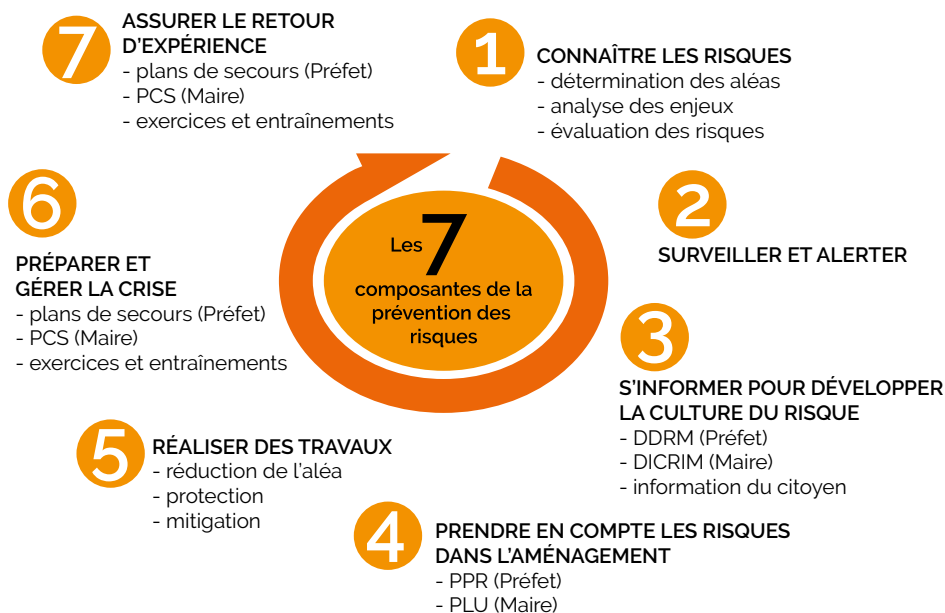 Les 7
composantes de la
prévention des
risques
1
CONNAÎTRE LES RISQUES
- détermination des aléas
- analyse des enjeux
- évaluation des risques
2
SURVEILLER ET ALERTER
3
S'INFORMER POUR DÉVELOPPER
LA CULTURE DU RISQUE
- DDRM (Préfet)
- DICRIM (Maire)
- information du citoyen
4
PRENDRE EN COMPTE LES RISQUES
DANS L'AMÉNAGEMENT
- PPR (Préfet)
- PLU (Maire)
5
RÉALISER DES TRAVAUX
- réduction de l'aléa
- protection
- mitigation
6
PRÉPARER ET
GÉRER LA CRISE
- plans de secours (Préfet)
- PCS (Maire)
- exercices et entraînements
7
ASSURER LE RETOUR
D'EXPÉRIENCE
- plans de secours (Préfet)
- PCS (Maire)
- exercices et entraînements